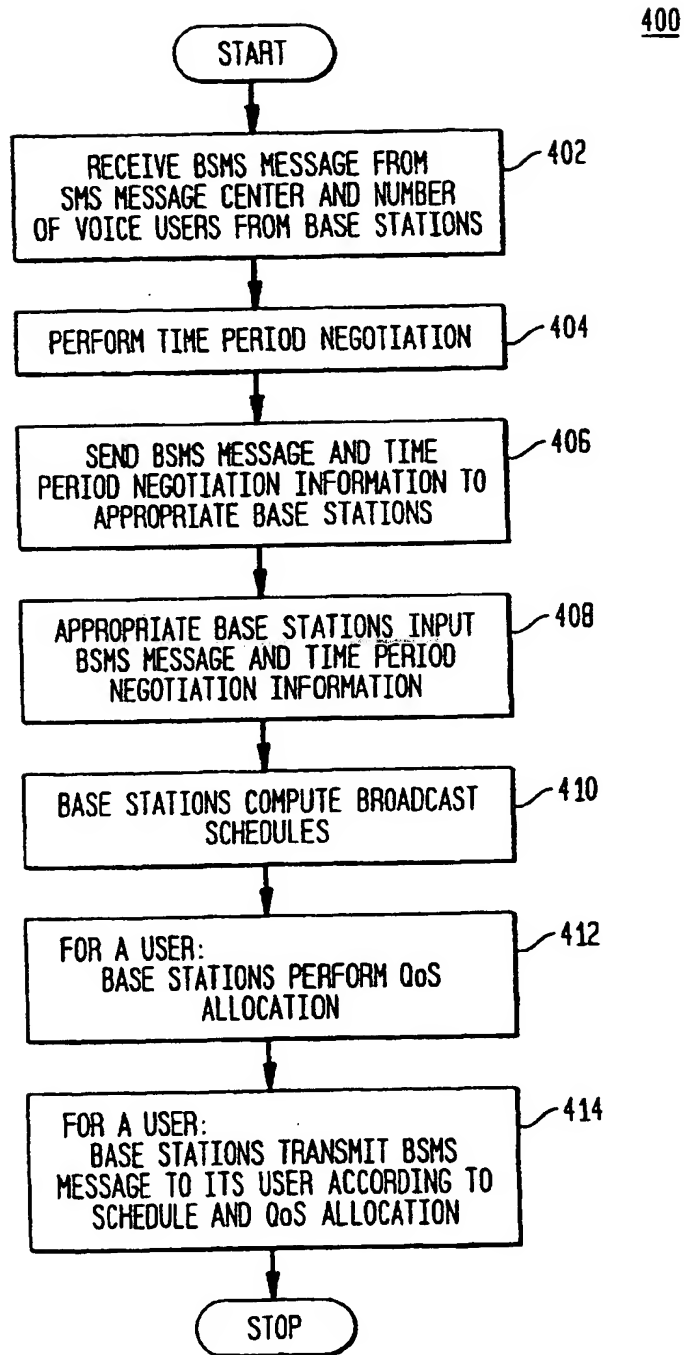 400
START
RECEIVE BSMS MESSAGE FROM
SMS MESSAGE CENTER AND NUMBER
OF VOICE USERS FROM BASE STATIONS
402
PERFORM TIME PERIOD NEGOTIATION
404
SEND BSMS MESSAGE AND TIME
PERIOD NEGOTIATION INFORMATION TO
APPROPRIATE BASE STATIONS
406
APPROPRIATE BASE STATIONS INPUT
BSMS MESSAGE AND TIME PERIOD
NEGOTIATION INFORMATION
408
BASE STATIONS COMPUTE BROADCAST
SCHEDULES
410
FOR A USER:
BASE STATIONS PERFORM QoS
ALLOCATION
412
FOR A USER:
BASE STATIONS TRANSMIT BSMS
MESSAGE TO ITS USER ACCORDING TO
SCHEDULE AND QoS ALLOCATION
414
STOP